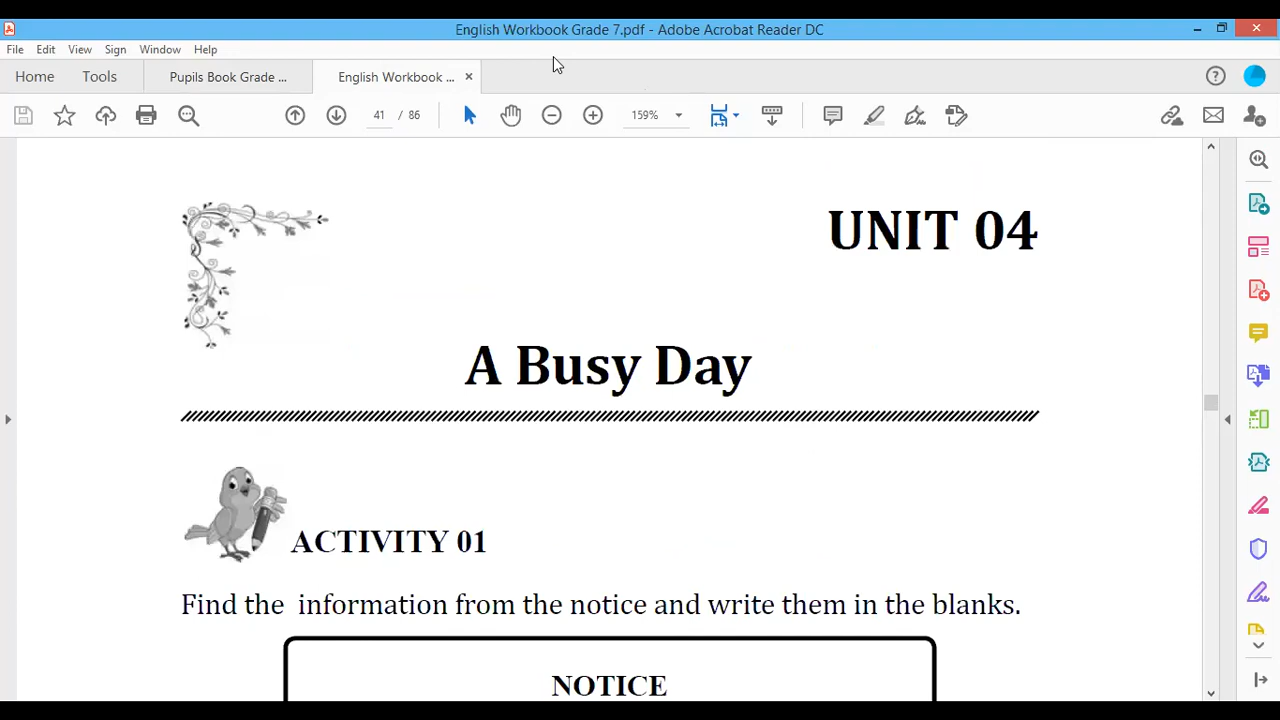 English Workbook Grade 7.pdf - Adobe Acrobat Reader DC
File Edit View Sign Window Help
Home Tools Pupils Book Grade ... English Workbook ... ×
41 / 86 159%
UNIT 04
A Busy Day
ACTIVITY 01
Find the information from the notice and write them in the blanks.
NOTICE